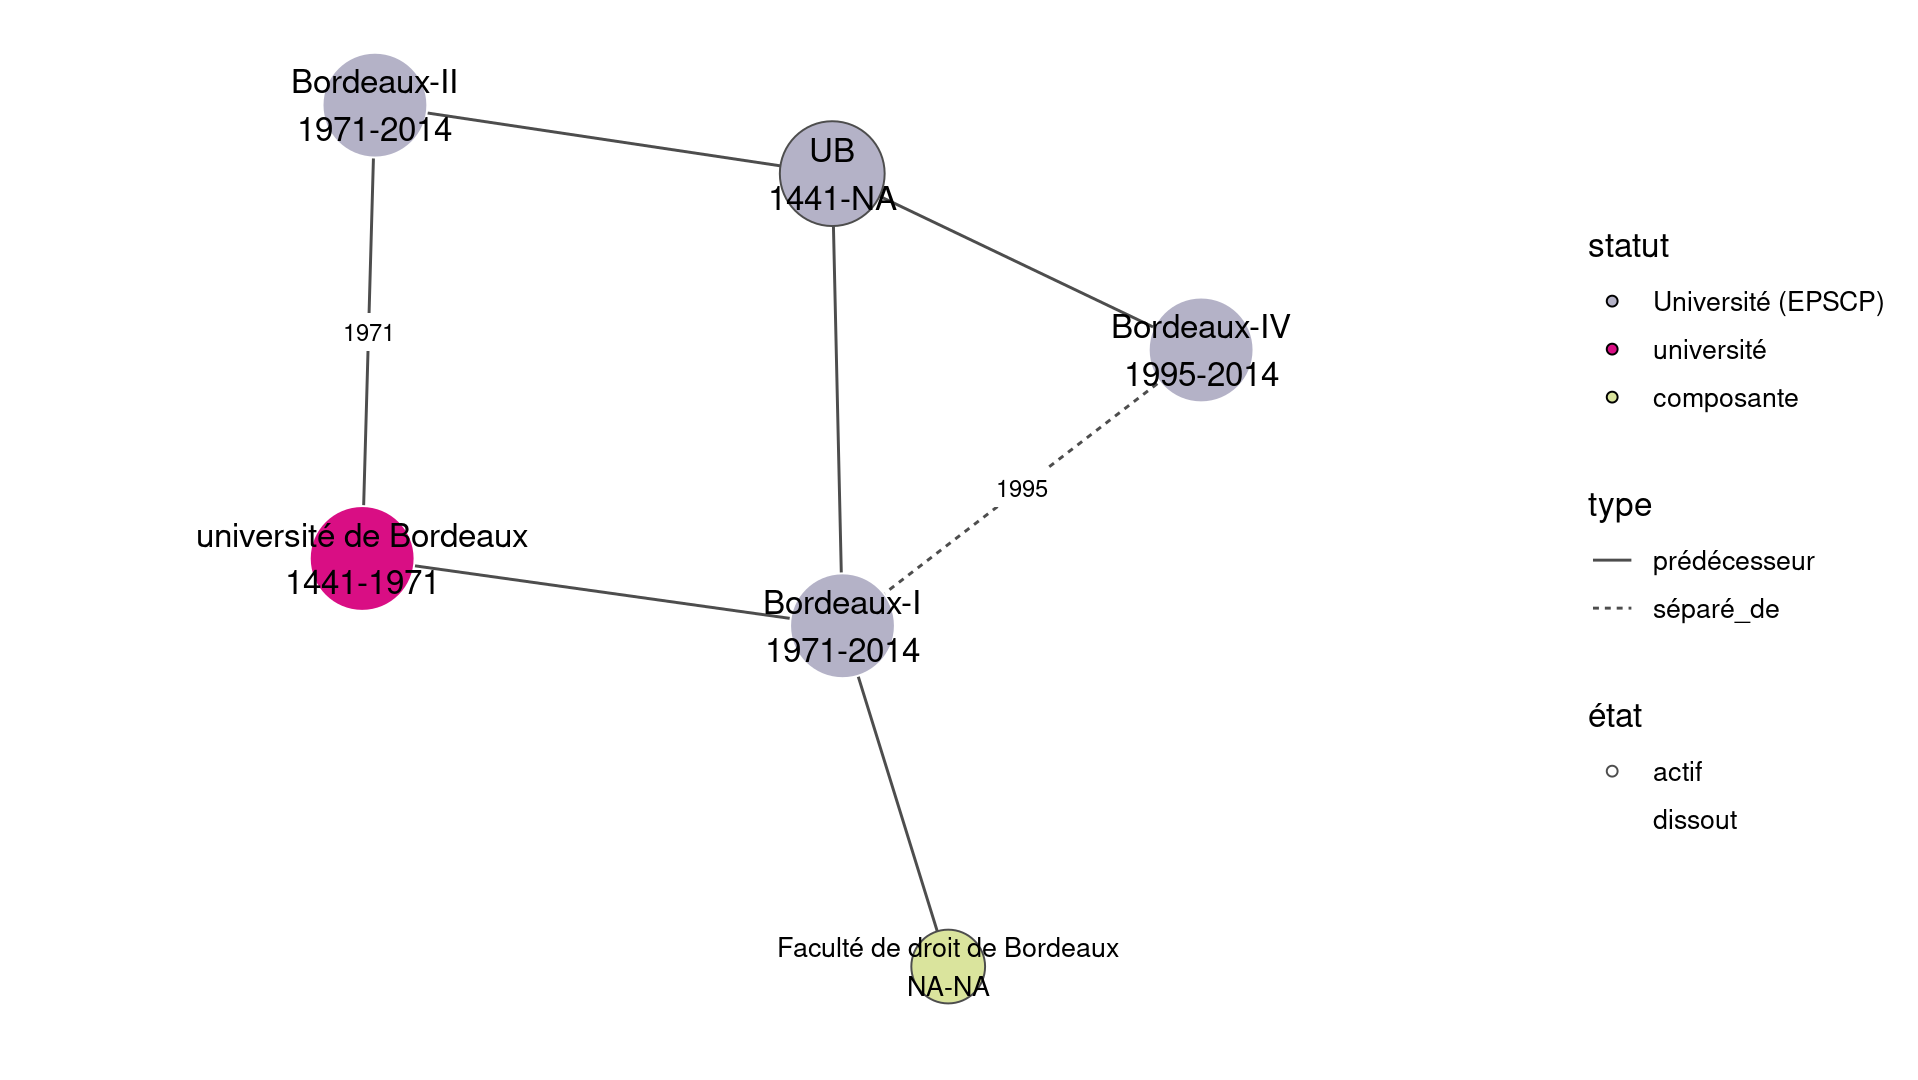 Bordeaux-II
1971-2014
UB
1441-NA
1971
Bordeaux-IV
1995-2014
1995
université de Bordeaux
1441-1971
Bordeaux-I
1971-2014
Faculté de droit de Bordeaux
NA-NA
statut
Université (EPSCP)
université
composante
type
prédécesseur
séparé_de
état
actif
dissout